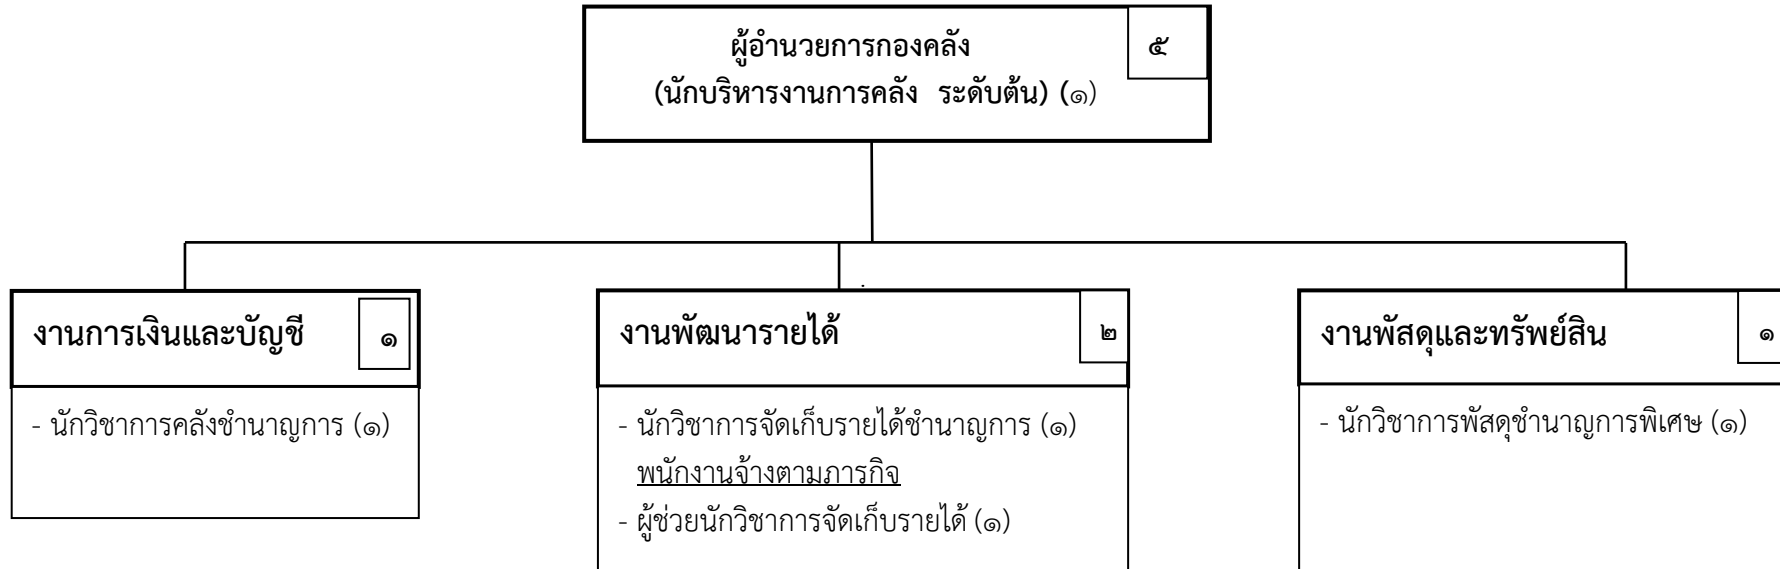 ผู้อำนวยการกองคลัง
๕
(นักบริหารงานการคลัง ระดับต้น) (๑)
งานการเงินและบัญชี
๑
- นักวิชาการคลังชำนาญการ (๑)
งานพัฒนารายได้
๒
- นักวิชาการจัดเก็บรายได้ชำนาญการ (๑)
พนักงานจ้างตามภารกิจ
- ผู้ช่วยนักวิชาการจัดเก็บรายได้ (๑)
งานพัสดุและทรัพย์สิน
๑
- นักวิชาการพัสดุชำนาญการพิเศษ (๑)